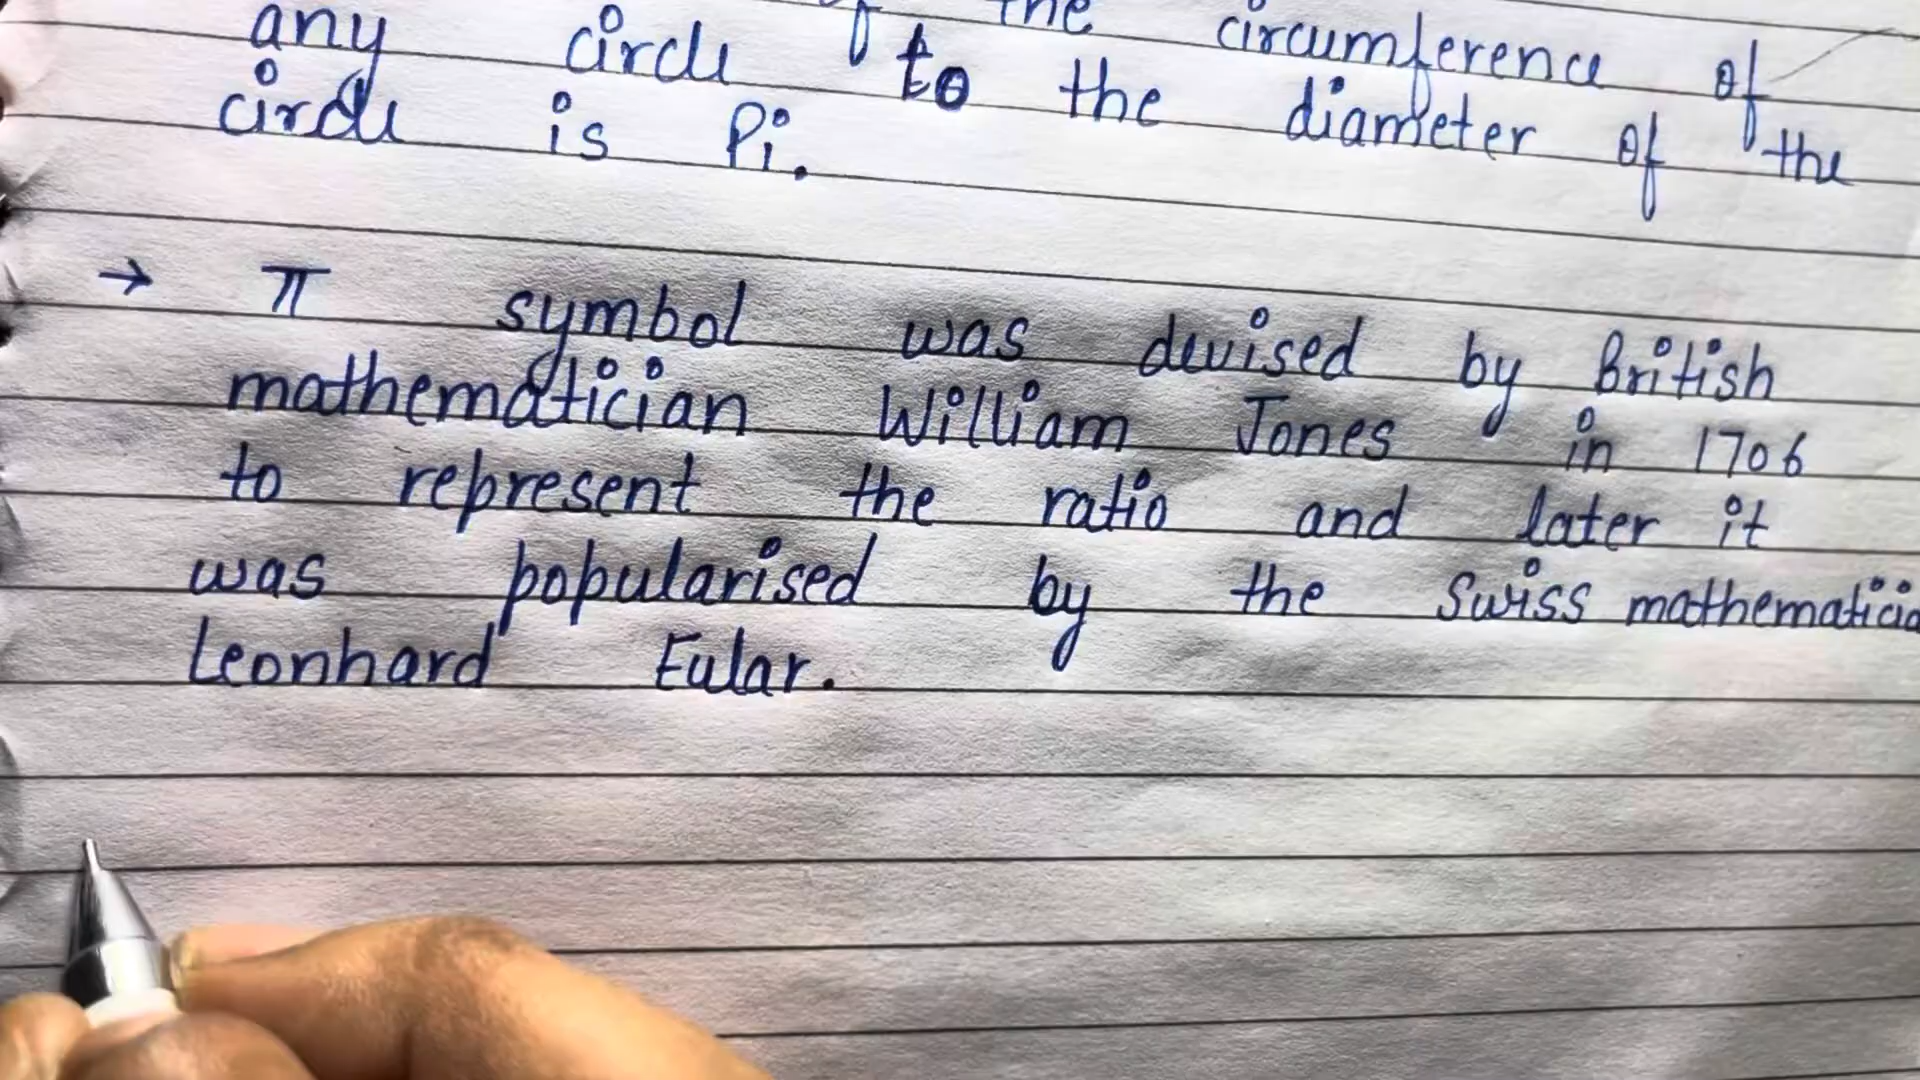 the circumference of
any circle to the diameter of the
circle is Pi.
→ π symbol was devised by British
mathematician William Jones in 1706
to represent the ratio and later it
was popularised by the Swiss mathematicia
Leonhard Eular.